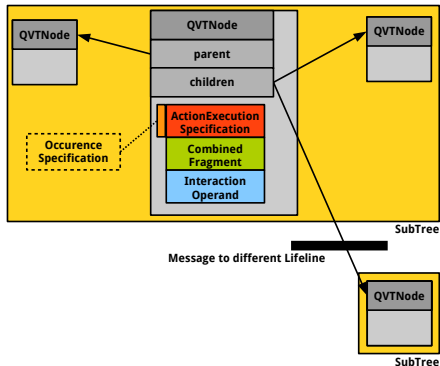 QVTNode
QVTNode
parent
children
QVTNode
ActionExecution
Specification
Combined
Fragment
Interaction
Operand
Occurence
Specification
SubTree
Message to different Lifeline
QVTNode
SubTree